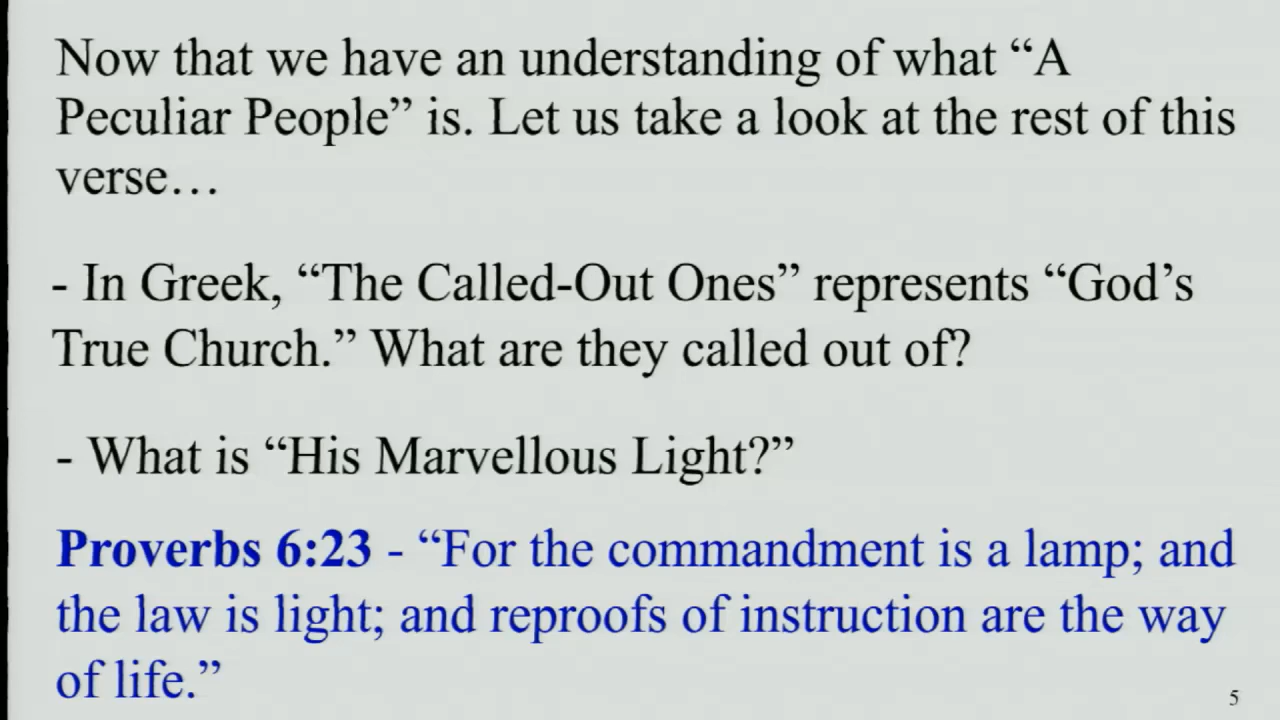 Now that we have an understanding of what “A
Peculiar People” is. Let us take a look at the rest of this
verse…
- In Greek, “The Called-Out Ones” represents “God’s
True Church.” What are they called out of?
- What is “His Marvellous Light?”
Proverbs 6:23 - “For the commandment is a lamp; and
the law is light; and reproofs of instruction are the way
of life.”
5